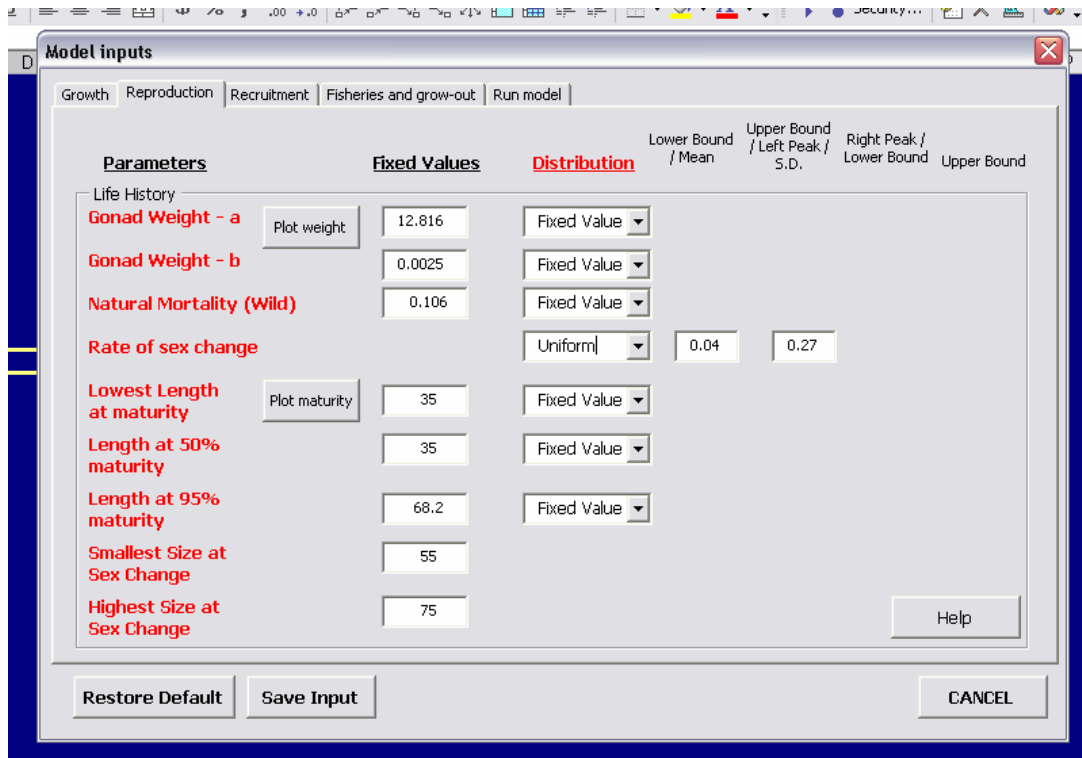 .00 +.0 Security...
D
Model inputs
Growth Reproduction Recruitment Fisheries and grow-out Run model
Parameters Fixed Values Distribution Lower Bound / Mean Upper Bound / Left Peak / S.D. Right Peak / Lower Bound Upper Bound
Life History
Gonad Weight - a Plot weight 12.816 Fixed Value
Gonad Weight - b 0.0025 Fixed Value
Natural Mortality (Wild) 0.106 Fixed Value
Rate of sex change Uniform 0.04 0.27
Lowest Length
at maturity Plot maturity 35 Fixed Value
Length at 50%
maturity 35 Fixed Value
Length at 95%
maturity 68.2 Fixed Value
Smallest Size at
Sex Change 55
Highest Size at
Sex Change 75
Help
Restore Default Save Input CANCEL